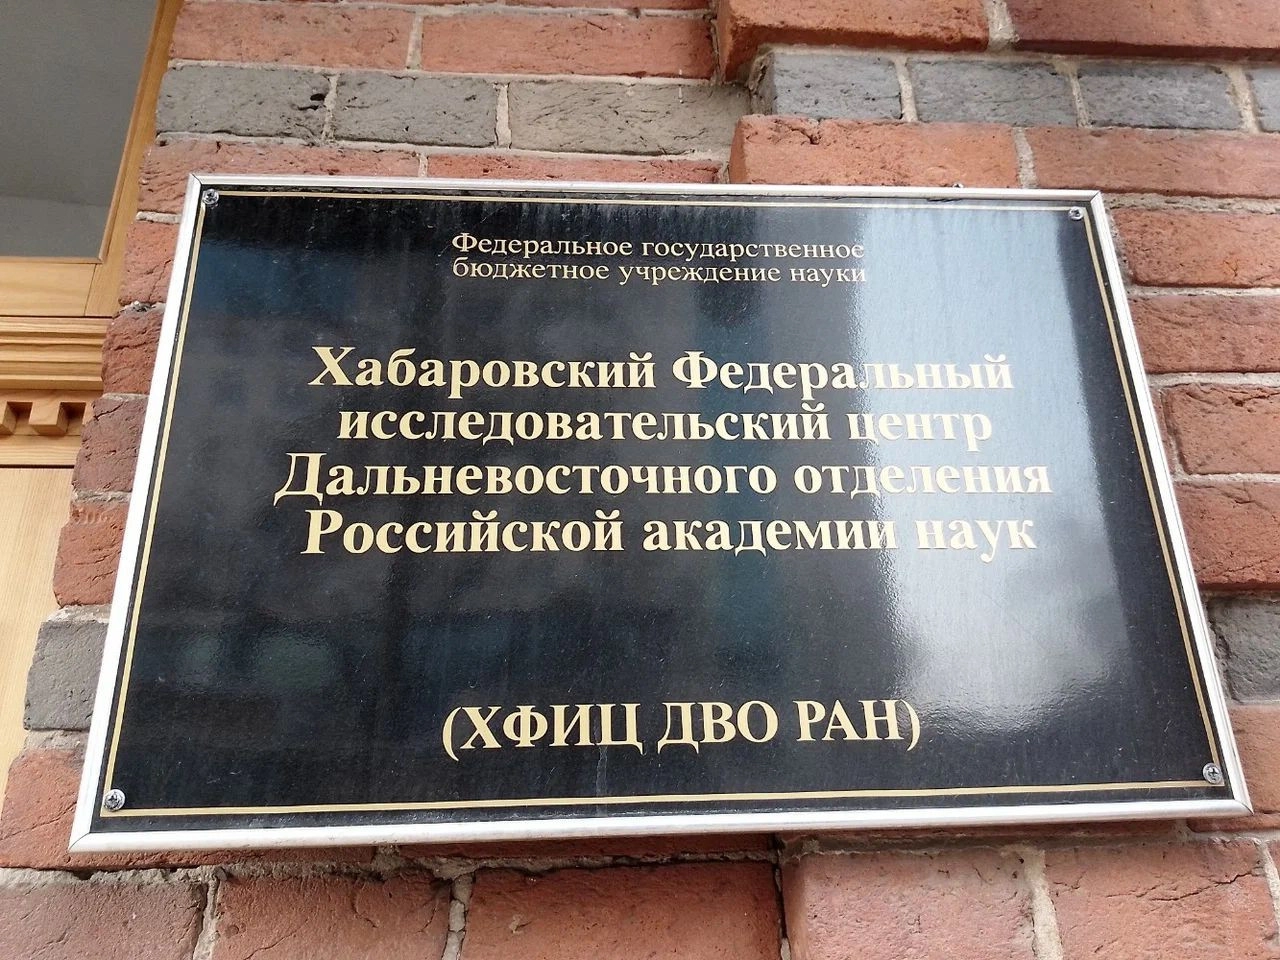 Федеральное государственное
бюджетное учреждение науки
Хабаровский Федеральный
исследовательский центр
Дальневосточного отделения
Российской академии наук
(ХФИЦ ДВО РАН)